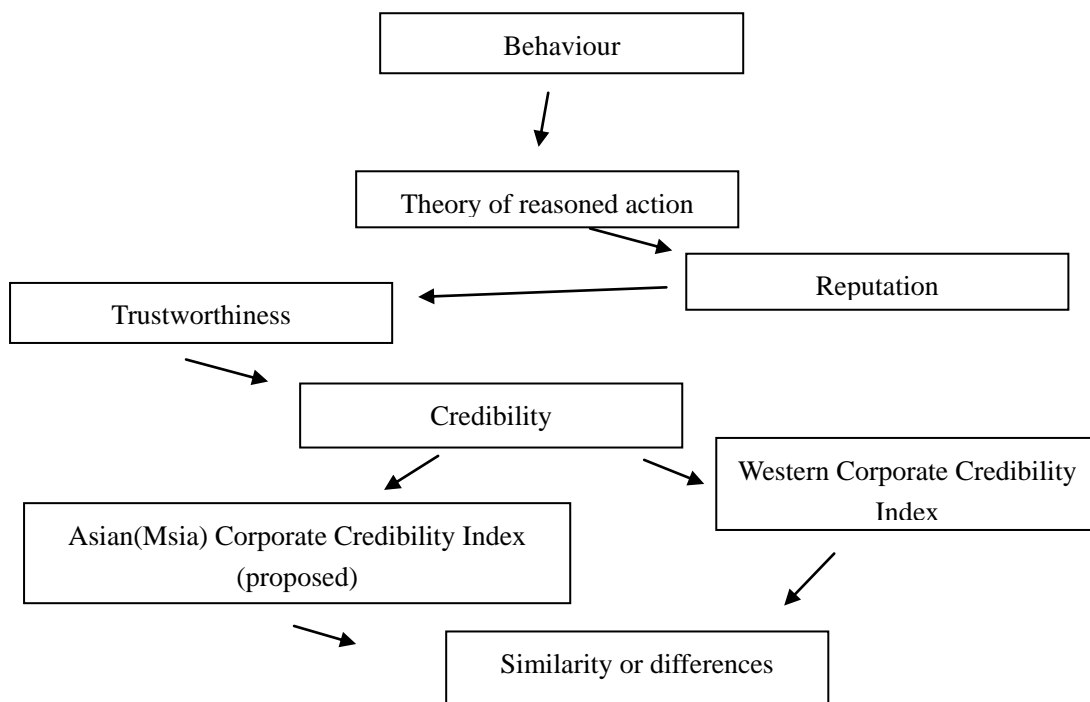 Behaviour
Theory of reasoned action
Reputation
Trustworthiness
Credibility
Western Corporate Credibility
Index
Asian(Msia) Corporate Credibility Index
(proposed)
Similarity or differences